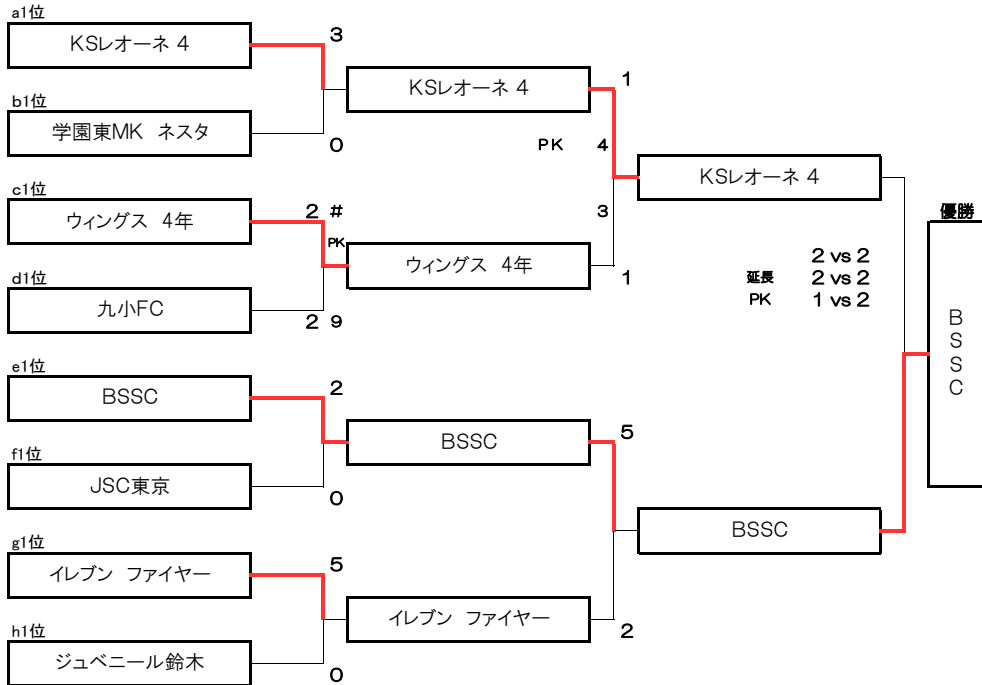 a1位
KSレオーネ 4
3
b1位
学園東MK ネスタ
0
KSレオーネ 4
1
PK 4
c1位
ウィングス 4年
2 #
PK
d1位
九小FC
2 9
ウィングス 4年
3
1
KSレオーネ 4
2 vs 2
延長 2 vs 2
PK 1 vs 2
e1位
BSSC
2
f1位
JSC東京
0
BSSC
5
g1位
イレブン ファイヤー
5
h1位
ジュベニール鈴木
0
イレブン ファイヤー
2
BSSC
優勝
B
S
S
C